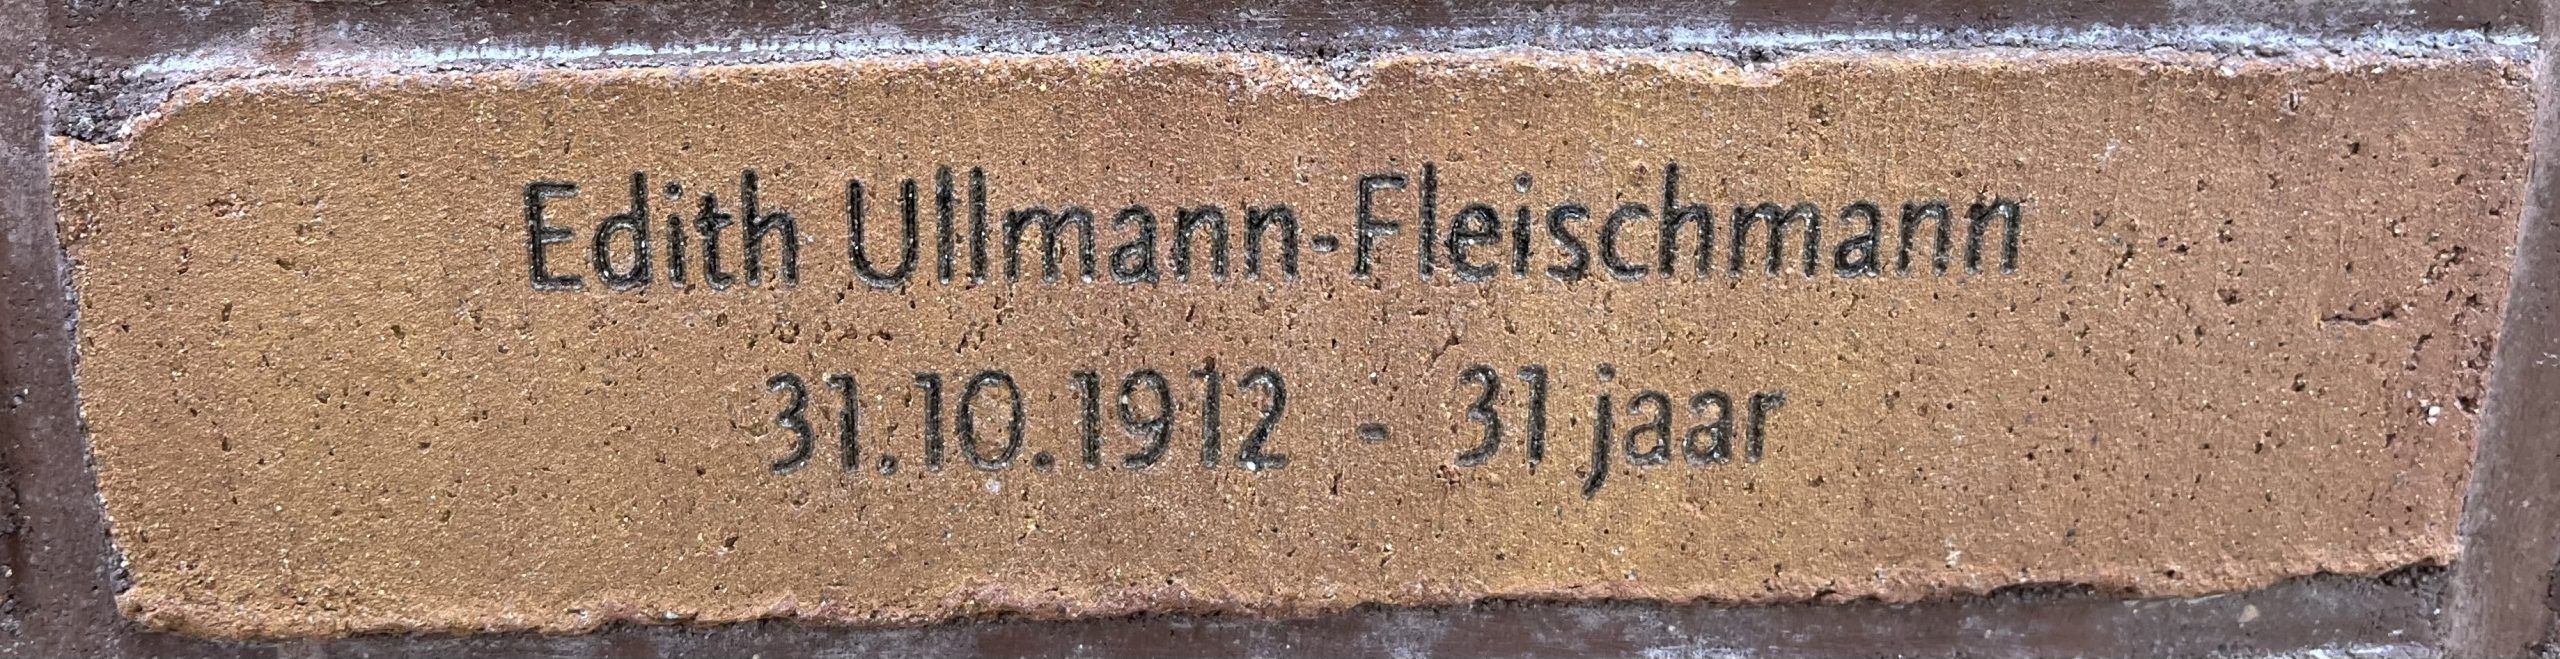 Edith Ullmann-Fleischmann
31.10.1912 - 31 jaar